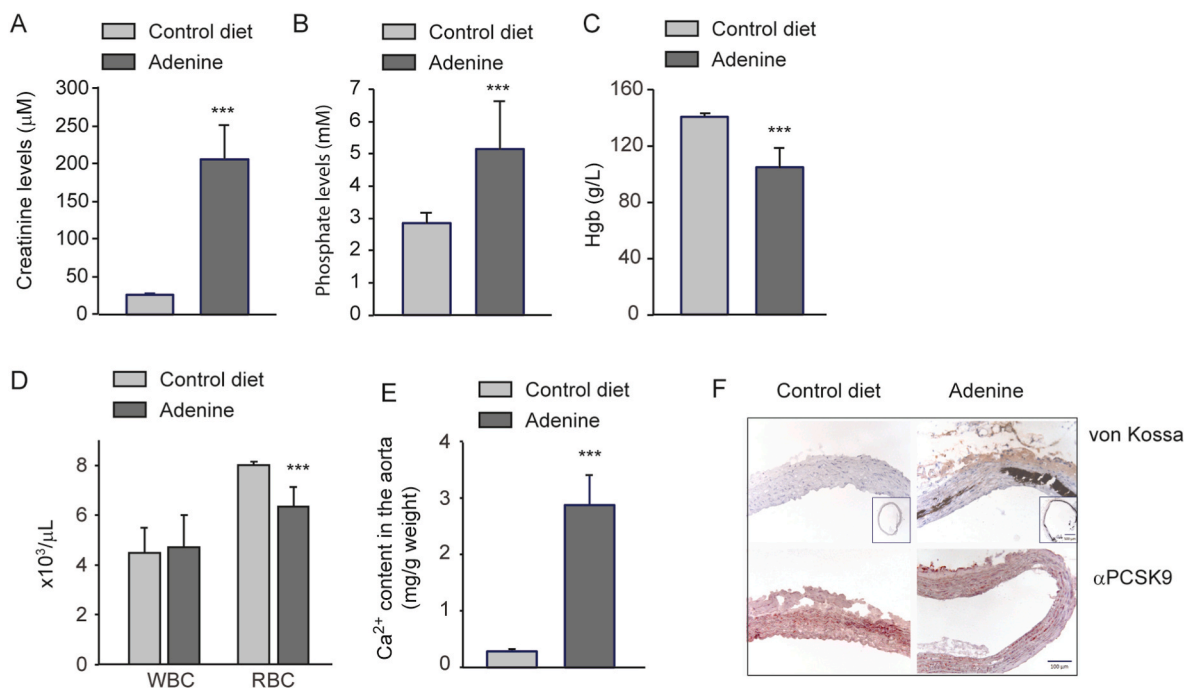 A
Control diet
Adenine
Creatinine levels (μM)
300
250
200
150
100
50
0
***
B
Control diet
Adenine
Phosphate levels (mM)
7
6
5
4
3
2
1
0
***
C
Control diet
Adenine
Hgb (g/L)
160
120
80
40
0
***
D
Control diet
Adenine
x10³/μL
8
6
4
2
0
***
WBC
RBC
E
Control diet
Adenine
Ca²⁺ content in the aorta
(mg/g weight)
4
3
2
1
0
***
F
Control diet
Adenine
von Kossa
αPCSK9
100 μm